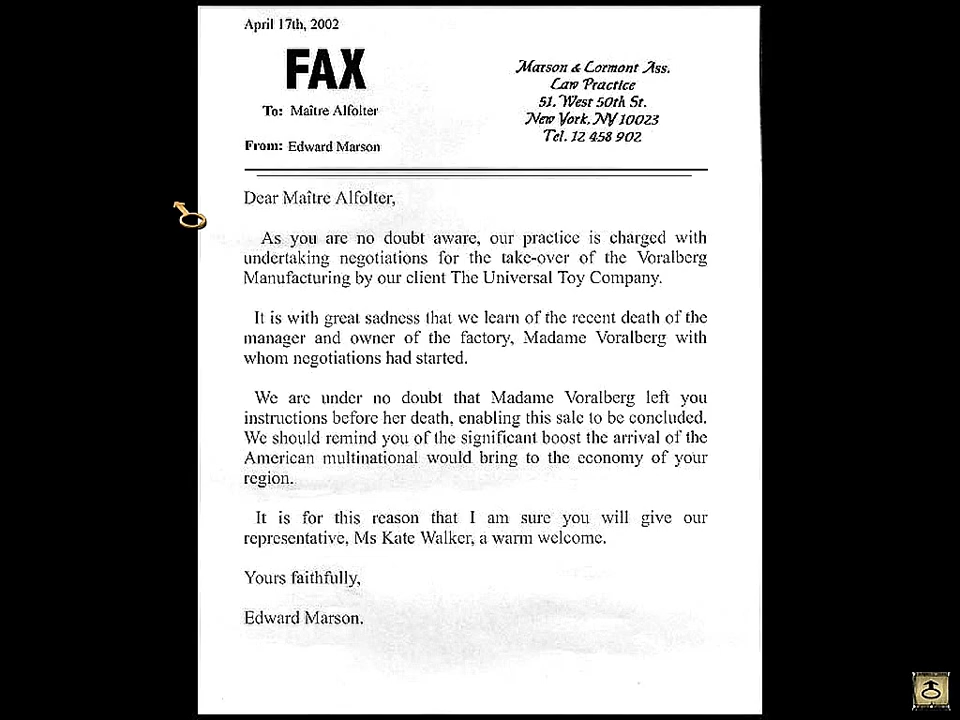 April 17th, 2002
FAX
To: Maître Alfolter
From: Edward Marson
Marson & Lormont Ass.
Law Practice
51. West 50th St.
New York, NY 10023
Tel. 12 458 902
Dear Maître Alfolter,
As you are no doubt aware, our practice is charged with
undertaking negotiations for the take-over of the Voralberg
Manufacturing by our client The Universal Toy Company.
It is with great sadness that we learn of the recent death of the
manager and owner of the factory, Madame Voralberg with
whom negotiations had started.
We are under no doubt that Madame Voralberg left you
instructions before her death, enabling this sale to be concluded.
We should remind you of the significant boost the arrival of the
American multinational would bring to the economy of your
region.
It is for this reason that I am sure you will give our
representative, Ms Kate Walker, a warm welcome.
Yours faithfully,
Edward Marson.